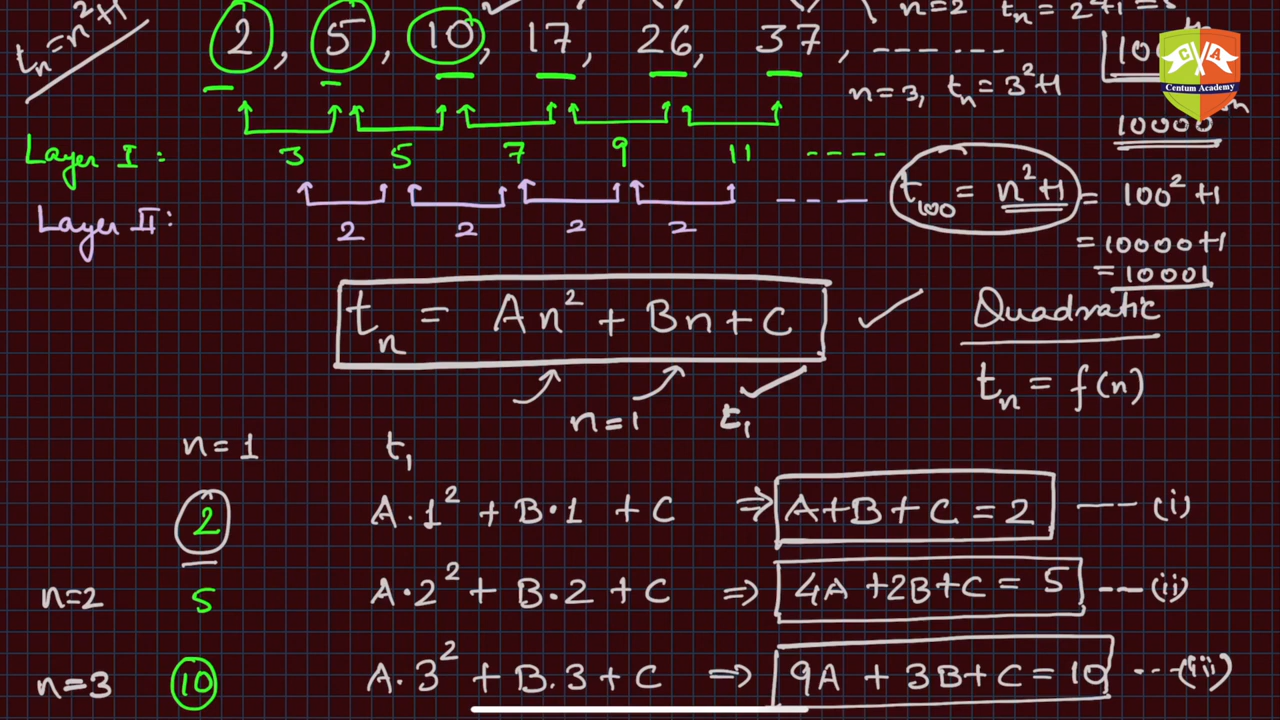 tₙ = n²+1
2, 5, 10, 17, 26, 37, ------
n=2
n=3, tₙ = 3²+1
C A
Centum Academy
10000
Layer I : 3 5 7 9 11 ----
Layer II : 2 2 2 2 ----
t₁₀₀ = n²+1 = 100² +1
= 10000+1
= 10001
tₙ = An² + Bn + C
Quadratic
tₙ = f(n)
n=1 t₁
n=1 t₁
2 A·1² + B·1 + C ⇒ A+B+C = 2 --- (i)
n=2 5 A·2² + B·2 + C ⇒ 4A +2B+C = 5 --- (ii)
n=3 10 A·3² + B.3 + C ⇒ 9A + 3B+C = 10 --- (iii)